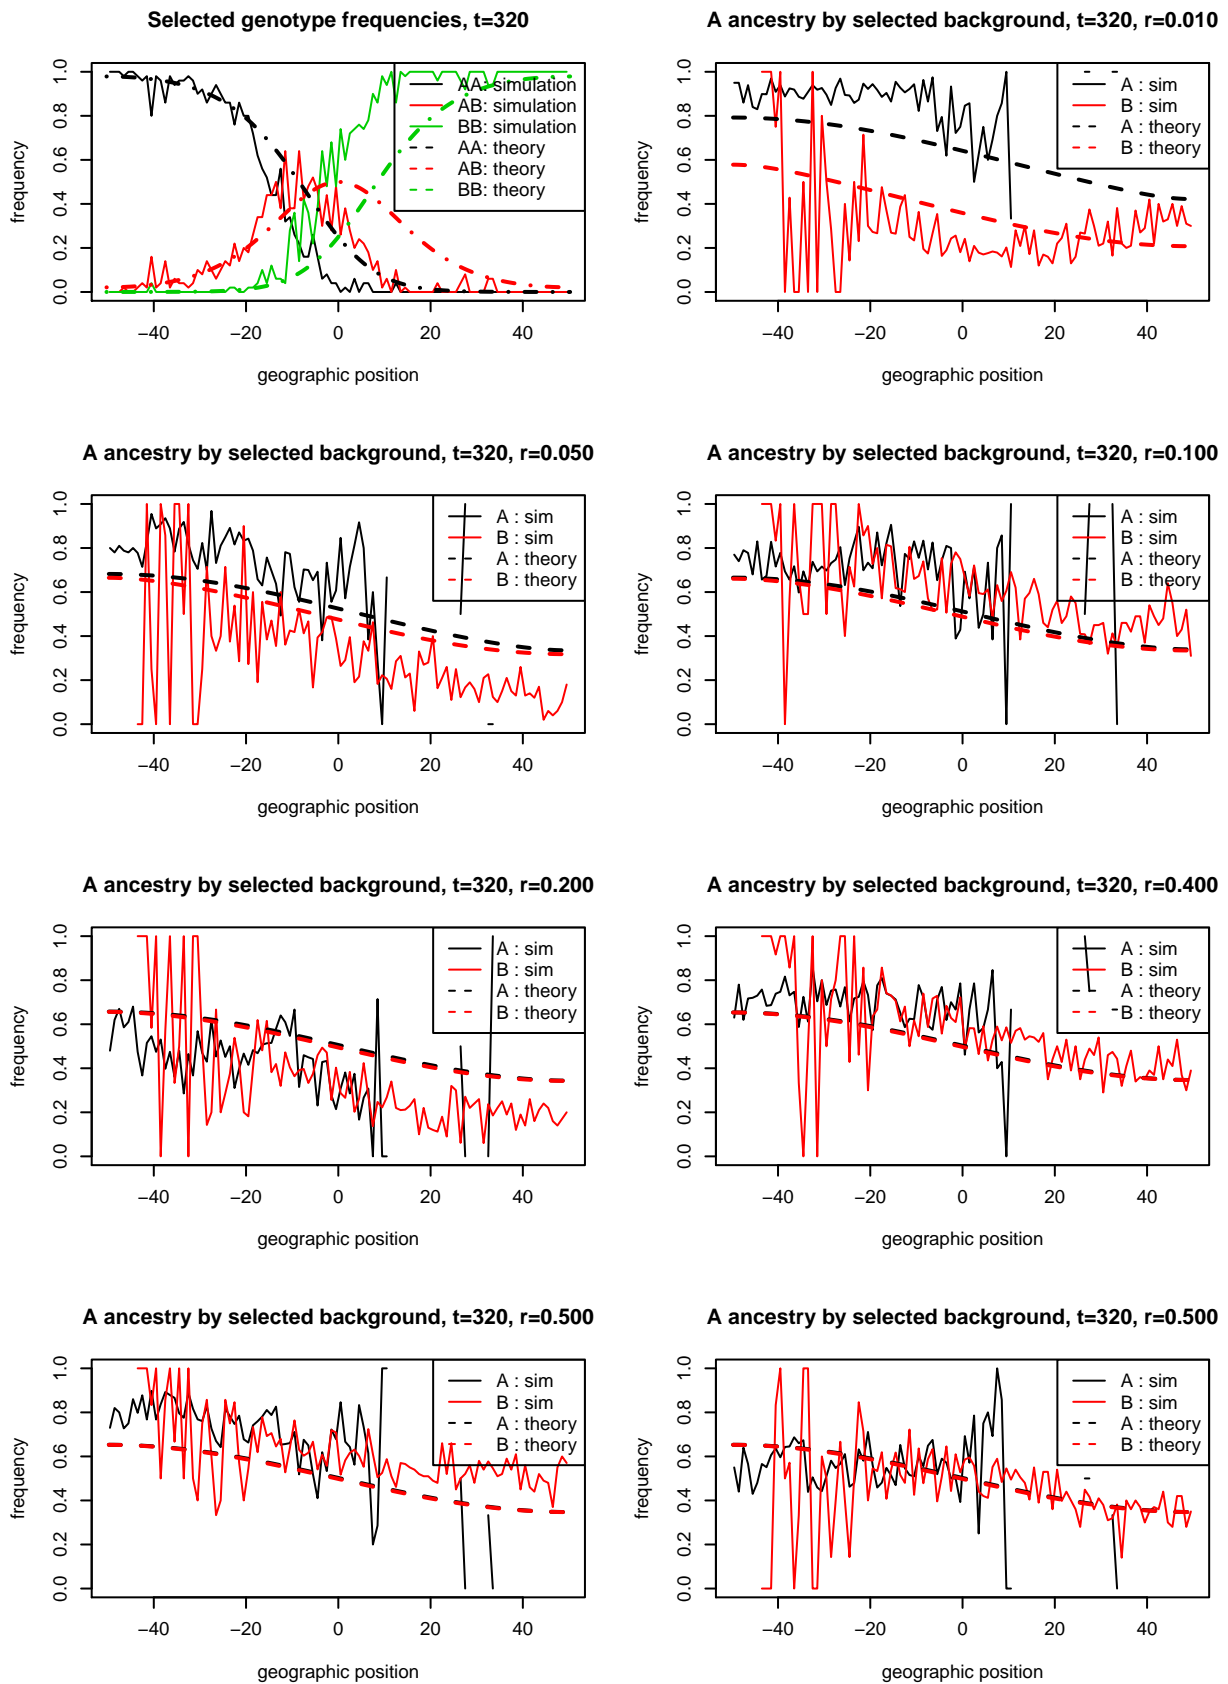 Selected genotype frequencies, t=320
frequency
0.0 0.2 0.4 0.6 0.8 1.0
AA: simulation
AB: simulation
BB: simulation
AA: theory
AB: theory
BB: theory
−40 −20 0 20 40
geographic position
A ancestry by selected background, t=320, r=0.010
frequency
0.0 0.2 0.4 0.6 0.8 1.0
A : sim
B : sim
A : theory
B : theory
−40 −20 0 20 40
geographic position
A ancestry by selected background, t=320, r=0.050
frequency
0.0 0.2 0.4 0.6 0.8 1.0
A : sim
B : sim
A : theory
B : theory
−40 −20 0 20 40
geographic position
A ancestry by selected background, t=320, r=0.100
frequency
0.0 0.2 0.4 0.6 0.8 1.0
A : sim
B : sim
A : theory
B : theory
−40 −20 0 20 40
geographic position
A ancestry by selected background, t=320, r=0.200
frequency
0.0 0.2 0.4 0.6 0.8 1.0
A : sim
B : sim
A : theory
B : theory
−40 −20 0 20 40
geographic position
A ancestry by selected background, t=320, r=0.400
frequency
0.0 0.2 0.4 0.6 0.8 1.0
A : sim
B : sim
A : theory
B : theory
−40 −20 0 20 40
geographic position
A ancestry by selected background, t=320, r=0.500
frequency
0.0 0.2 0.4 0.6 0.8 1.0
A : sim
B : sim
A : theory
B : theory
−40 −20 0 20 40
geographic position
A ancestry by selected background, t=320, r=0.500
frequency
0.0 0.2 0.4 0.6 0.8 1.0
A : sim
B : sim
A : theory
B : theory
−40 −20 0 20 40
geographic position